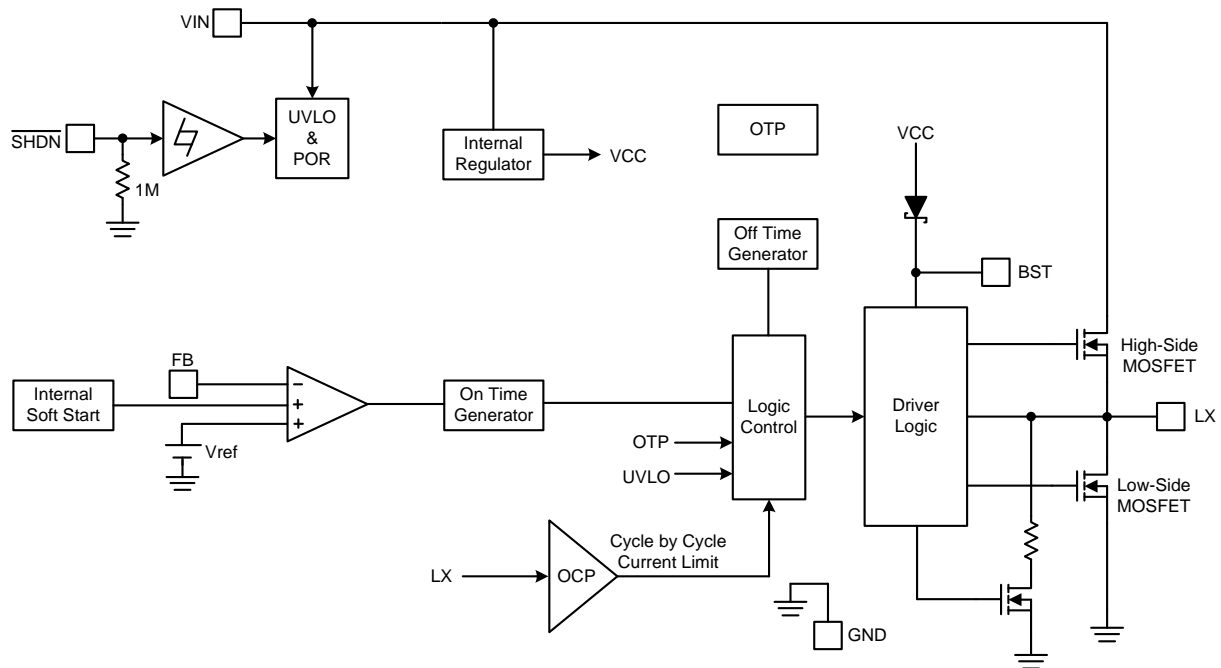 VIN
SHDN
1M
UVLO
&
POR
Internal
Regulator
VCC
OTP
VCC
Off Time
Generator
BST
High-Side
MOSFET
FB
Internal
Soft Start
−
+
+
Vref
On Time
Generator
Logic
Control
Driver
Logic
LX
OTP
UVLO
Low-Side
MOSFET
Cycle by Cycle
Current Limit
LX
OCP
GND